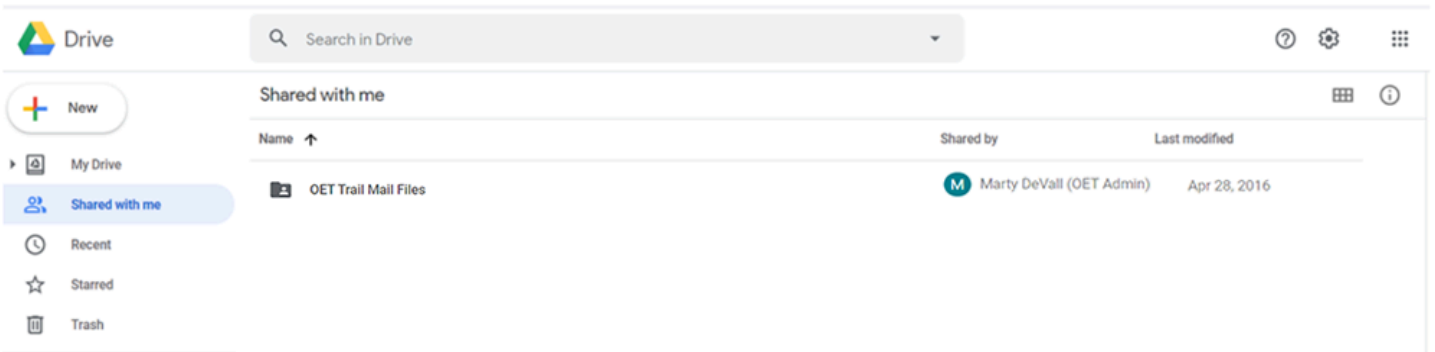 Drive
Search in Drive
New
Shared with me
Name Shared by Last modified
My Drive
OET Trail Mail Files M Marty DeVall (OET Admin) Apr 28, 2016
Shared with me
Recent
Starred
Trash